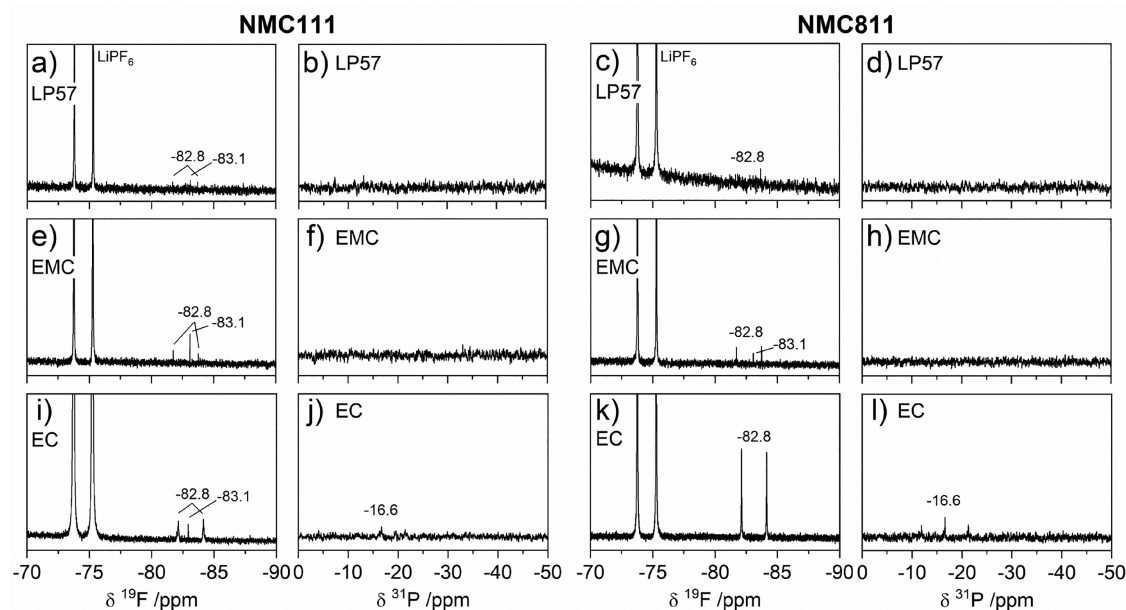 NMC111 NMC811
a) LiPF6 b) LP57 c) LiPF6 d) LP57
LP57 LP57
-82.8 -83.1 -82.8
e) f) EMC g) h) EMC
EMC EMC
-82.8 -83.1 -82.8 -83.1
i) j) EC k) l) EC
EC EC
-82.8 -83.1 -16.6 -82.8 -16.6
-70 -75 -80 -85 -90 0 -10 -20 -30 -40 -50 -70 -75 -80 -85 -90 0 -10 -20 -30 -40 -50
δ 19F /ppm δ 31P /ppm δ 19F /ppm δ 31P /ppm